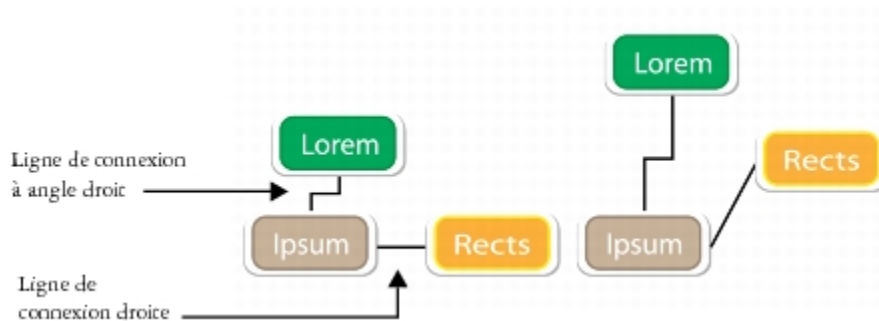 Lorem
Lorem
Ligne de connexion
à angle droit
Rects
Ipsum
Rects
Ipsum
Ligne de
connexion droite